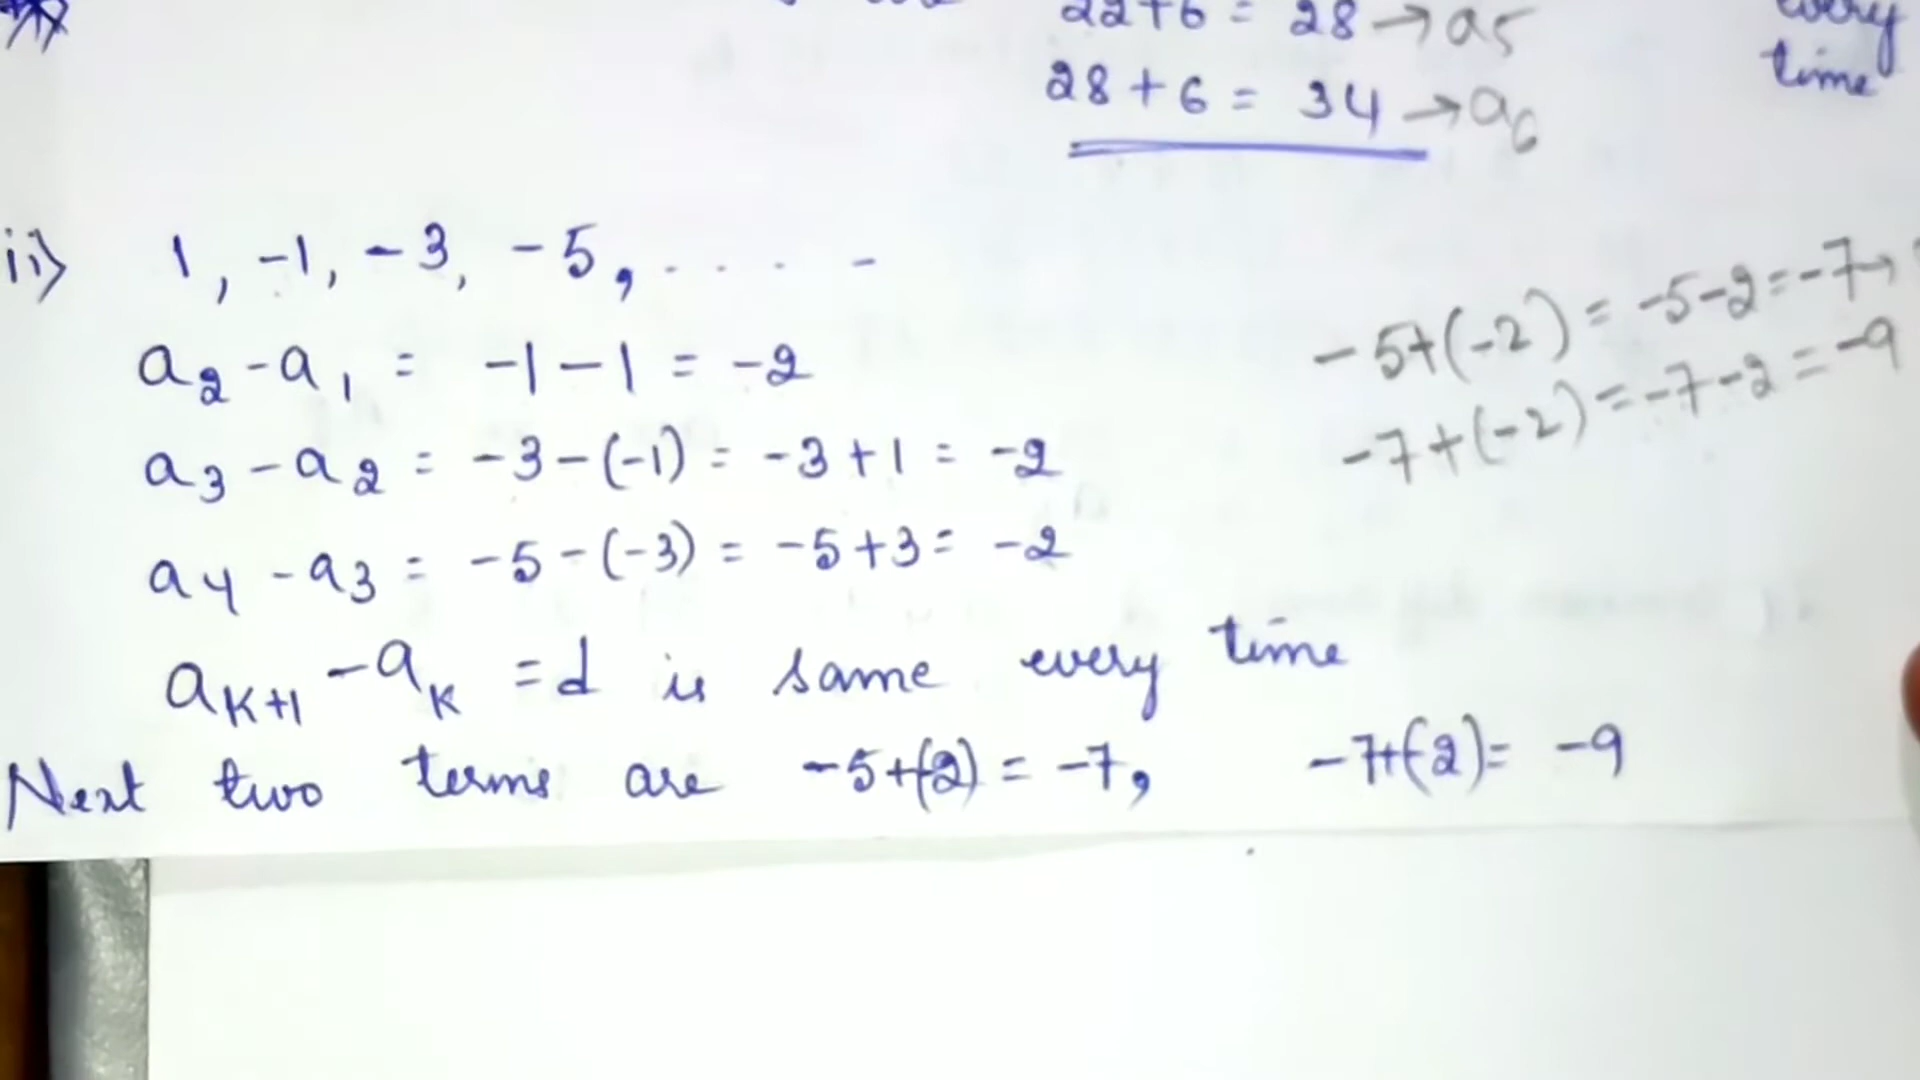 22+6 = 28 → a5
every
28 + 6 = 34 → a6
time
ii) 1, -1, -3, -5, . . . . -
-5+(-2) = -5-2 = -7 →
-7+(-2) = -7-2 = -9
a2 - a1 = -1 - 1 = -2
a3 - a2 = -3 - (-1) = -3 + 1 = -2
a4 - a3 = -5 - (-3) = -5 + 3 = -2
aK+1 - aK = d is same every time
Next two terms are -5+(-2) = -7, -7+(-2) = -9